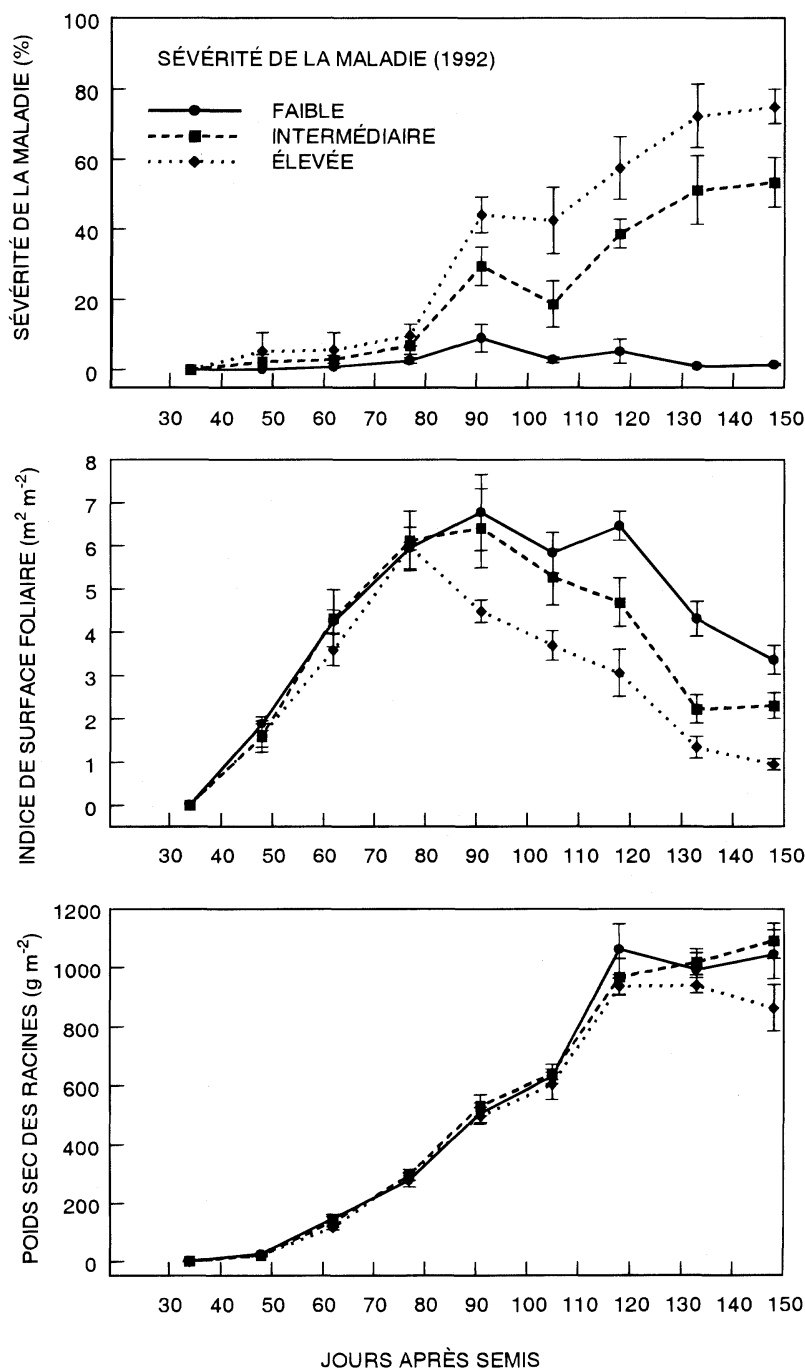 SÉVÉRITÉ DE LA MALADIE (%)
100
80
60
40
20
0
SÉVÉRITÉ DE LA MALADIE (1992)
FAIBLE
INTERMÉDIAIRE
ÉLEVÉE
30 40 50 60 70 80 90 100 110 120 130 140 150
INDICE DE SURFACE FOLIAIRE (m² m⁻²)
8
7
6
5
4
3
2
1
0
30 40 50 60 70 80 90 100 110 120 130 140 150
POIDS SEC DES RACINES (g m⁻²)
1200
1000
800
600
400
200
0
30 40 50 60 70 80 90 100 110 120 130 140 150
JOURS APRÈS SEMIS